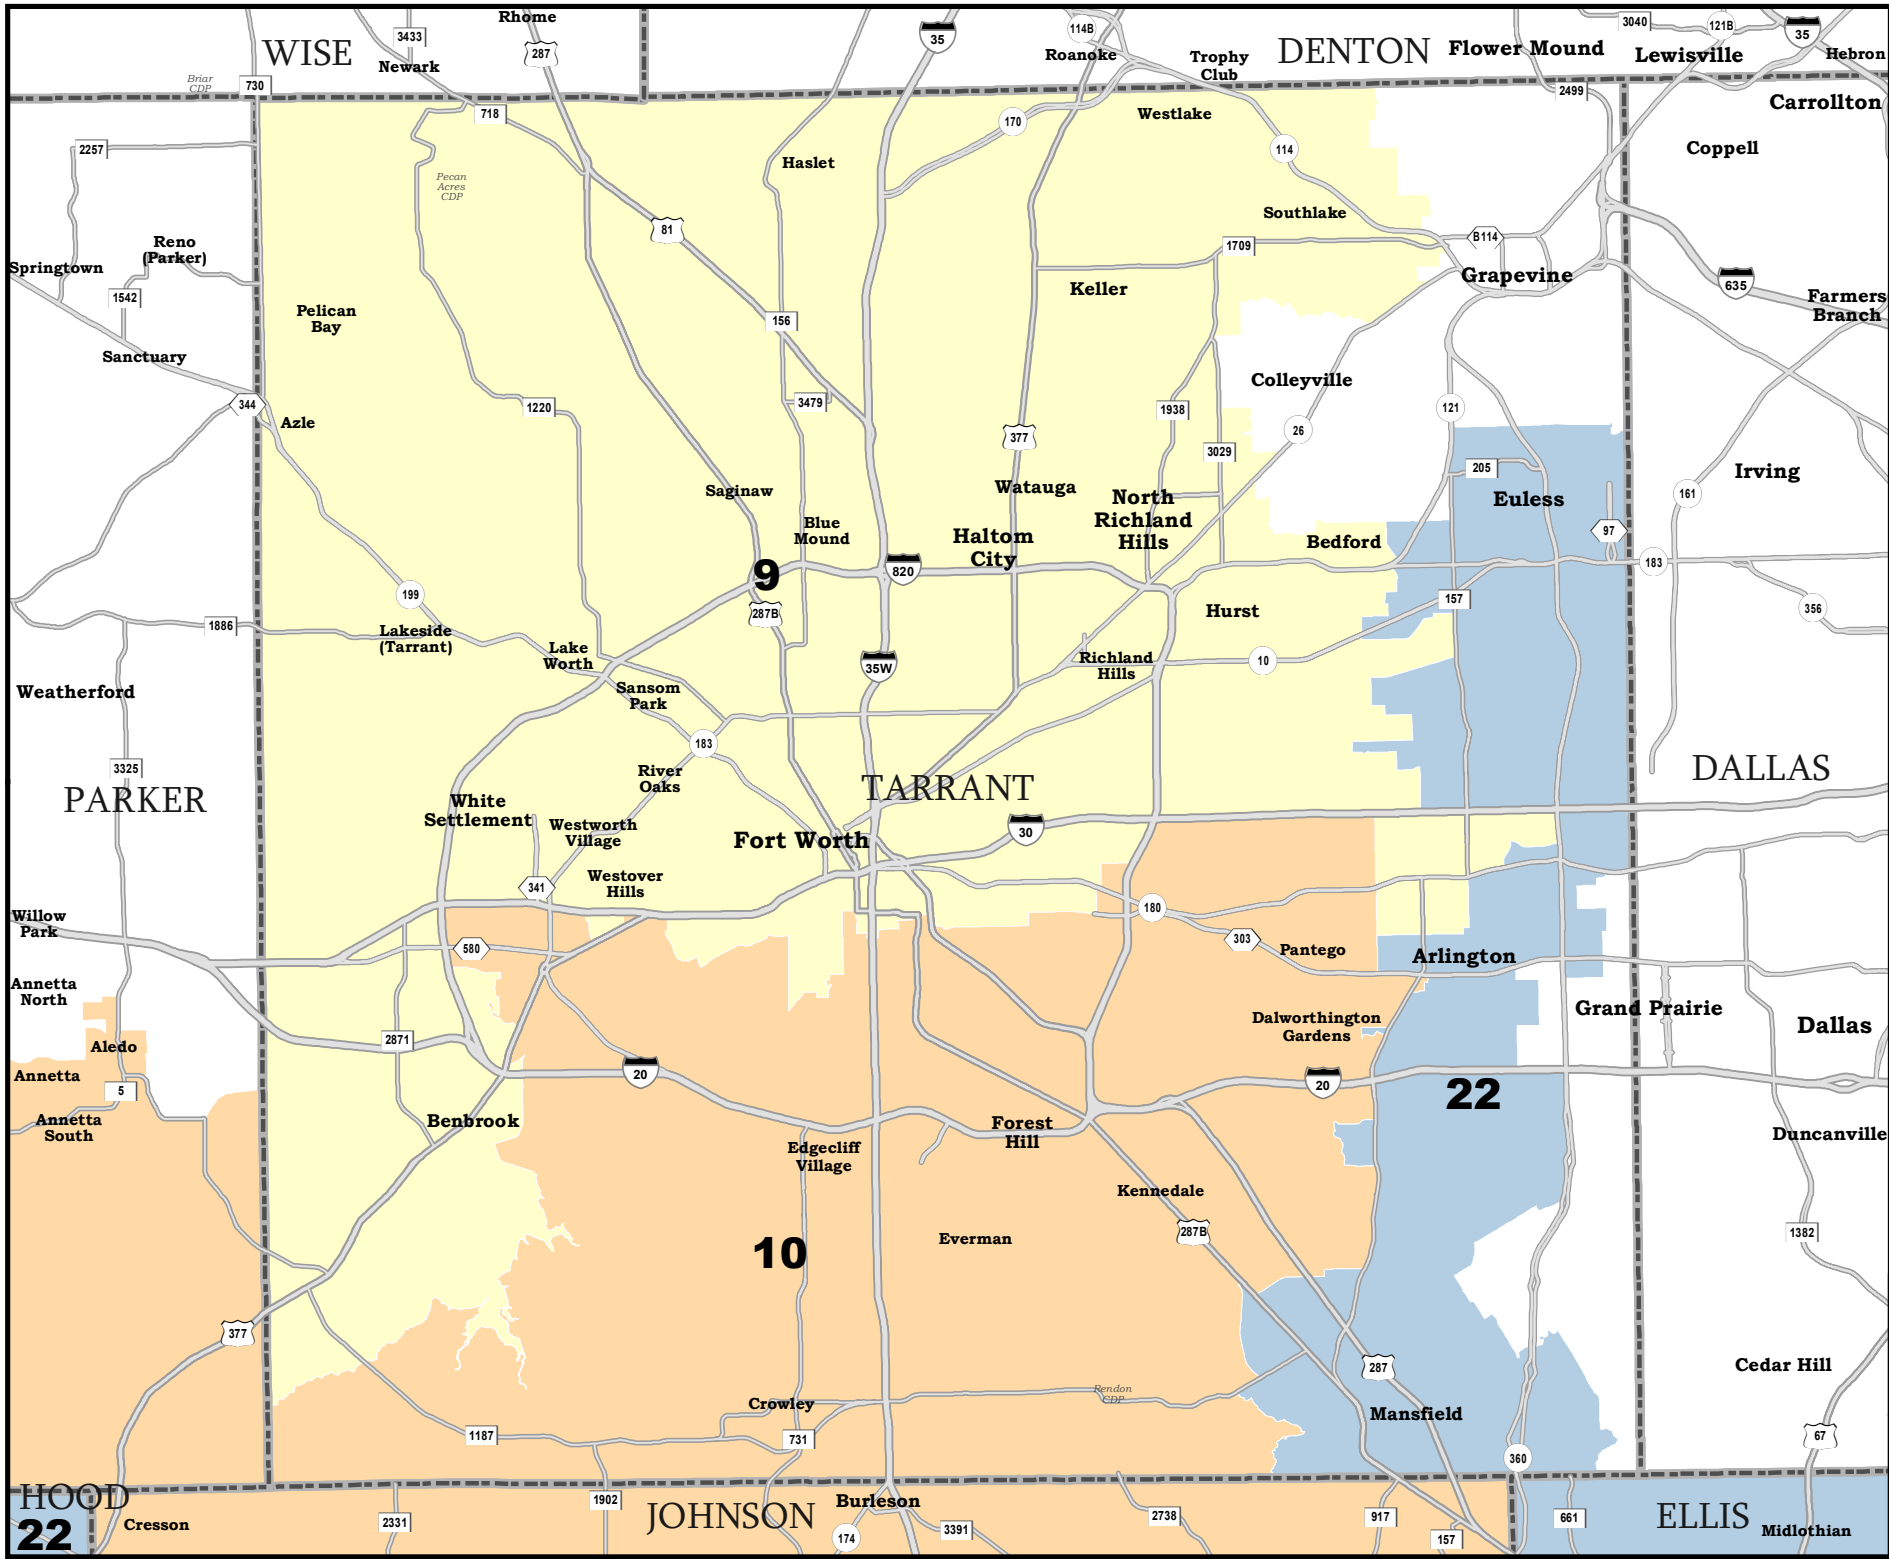 Rhome
3433
287
WISE
Newark
Briar
CDP
730
35
114B
Roanoke
Trophy
Club
DENTON
Flower Mound
3040
121B
35
Lewisville
Hebron
2499
Carrollton
718
170
Westlake
114
Coppell
2257
Haslet
Pecan
Acres
CDP
Southlake
81
1709
B114
Reno
(Parker)
Springtown
1542
Grapevine
635
Keller
Farmers
Branch
Pelican
Bay
156
Sanctuary
Colleyville
344
Azle
1220
3479
1938
121
26
377
3029
205
Irving
Saginaw
Watauga
North
Richland
Hills
Euless
161
Blue
Mound
Haltom
City
97
Bedford
9
820
183
199
287B
157
356
Hurst
1886
Lakeside
(Tarrant)
Lake
Worth
35W
Richland
Hills
10
Weatherford
Sansom
Park
183
3325
River
Oaks
TARRANT
DALLAS
PARKER
White
Settlement
Westworth
Village
Fort Worth
30
Westover
Hills
341
180
Willow
Park
580
303
Pantego
Arlington
Annetta
North
Grand Prairie
Dalworthington
Gardens
Dallas
2871
Aledo
Annetta
20
20
5
22
Annetta
South
Benbrook
Forest
Hill
Duncanville
Edgecliff
Village
Kennedale
287B
1382
Everman
10
377
287
Cedar Hill
Rendon
CDP
Crowley
Mansfield
1187
731
67
360
HOOD
22
Cresson
2331
1902
JOHNSON
Burleson
174
3391
2738
917
157
661
ELLIS
Midlothian